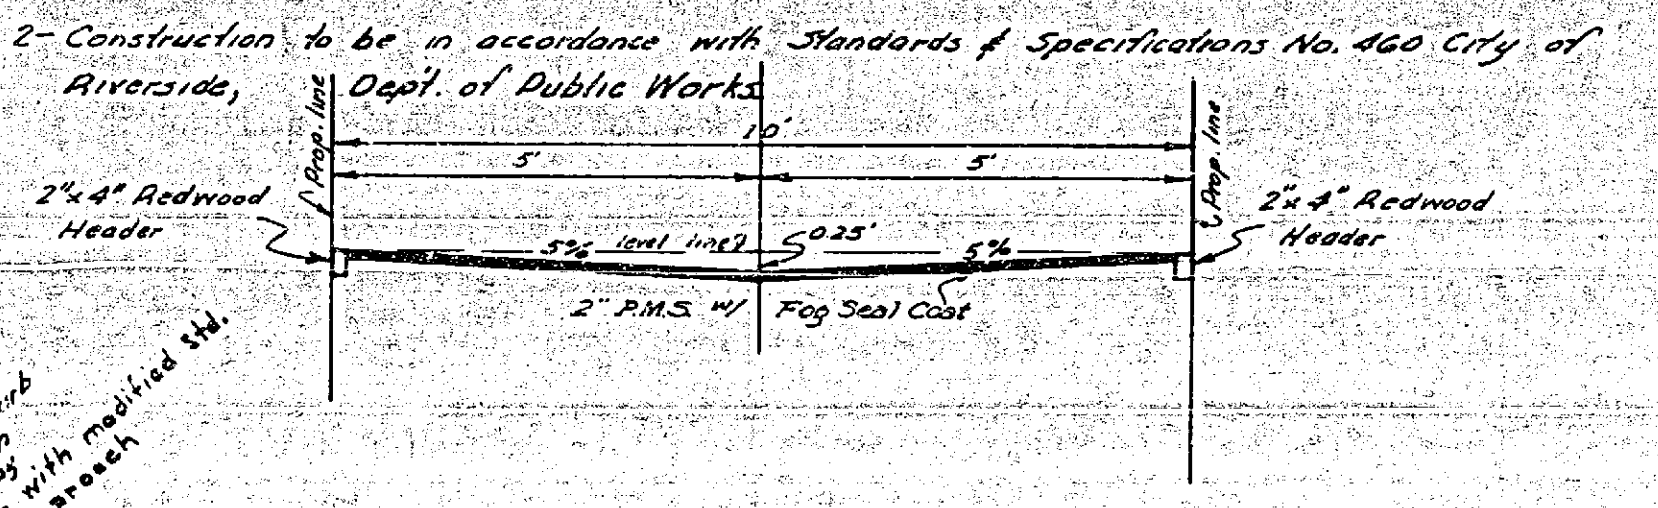 2- Construction to be in accordance with Standards & Specifications No. 460 City of
Riverside, Dept. of Public Works
Prop. line
Prop. line
10'
5' 5'
2"x4" Redwood
Header
2"x4" Redwood
Header
5% level line 0.25' 5%
2" P.M.S. w/ Fog Seal Coat
with modified std.